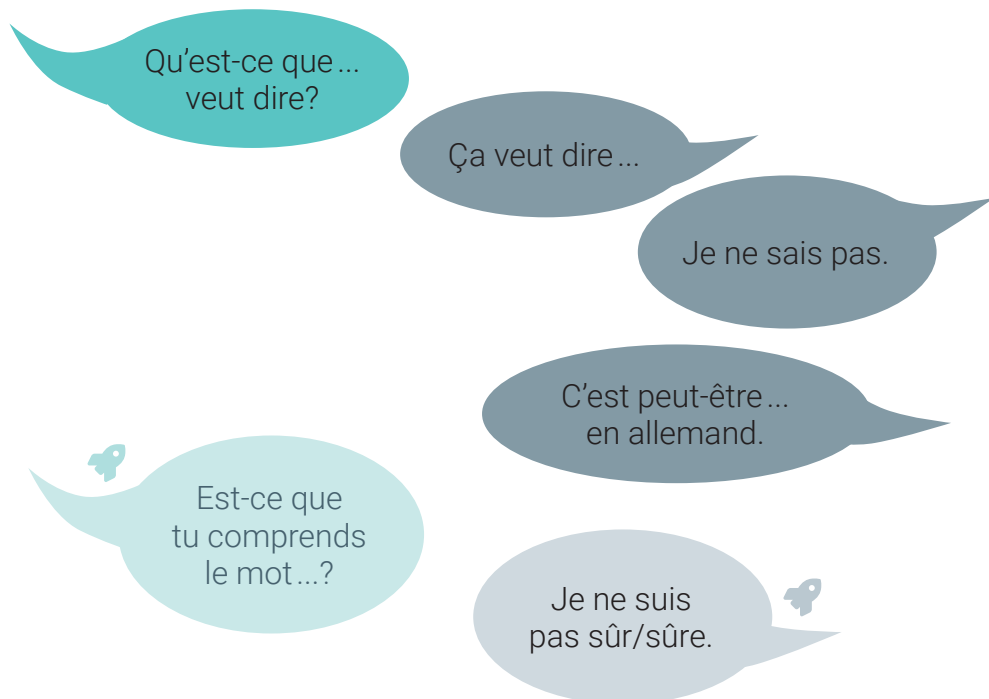 Qu’est-ce que ...
veut dire?
Ça veut dire ...
Je ne sais pas.
C’est peut-être ...
en allemand.
Est-ce que
tu comprends
le mot ...?
Je ne suis
pas sûr/sûre.